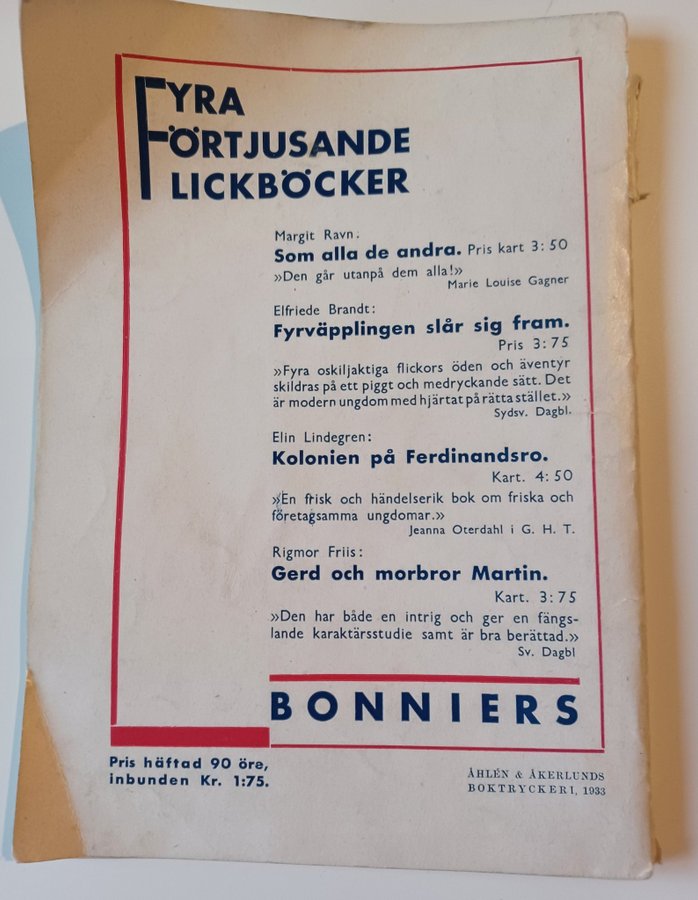 FYRA
FÖRTJUSANDE
FLICKBÖCKER
Margit Ravn:
Som alla de andra. Pris kart 3:50
»Den går utanpå dem alla!»
Marie Louise Gagner
Elfriede Brandt:
Fyrväpplingen slår sig fram.
Pris 3:75
»Fyra oskiljaktiga flickors öden och äventyr
skildras på ett piggt och medryckande sätt. Det
är modern ungdom med hjärtat på rätta stället.»
Sydsv. Dagbl.
Elin Lindegren:
Kolonien på Ferdinandsro.
Kart. 4:50
»En frisk och händelserik bok om friska och
företagsamma ungdomar.»
Jeanna Oterdahl i G. H. T.
Rigmor Friis:
Gerd och morbror Martin.
Kart. 3:75
»Den har både en intrig och ger en fängs-
lande karaktärsstudie samt är bra berättad.»
Sv. Dagbl
BONNIERS
Pris häftad 90 öre,
inbunden Kr. 1:75.
ÅHLÉN & ÅKERLUNDS
BOKTRYCKERI, 1933